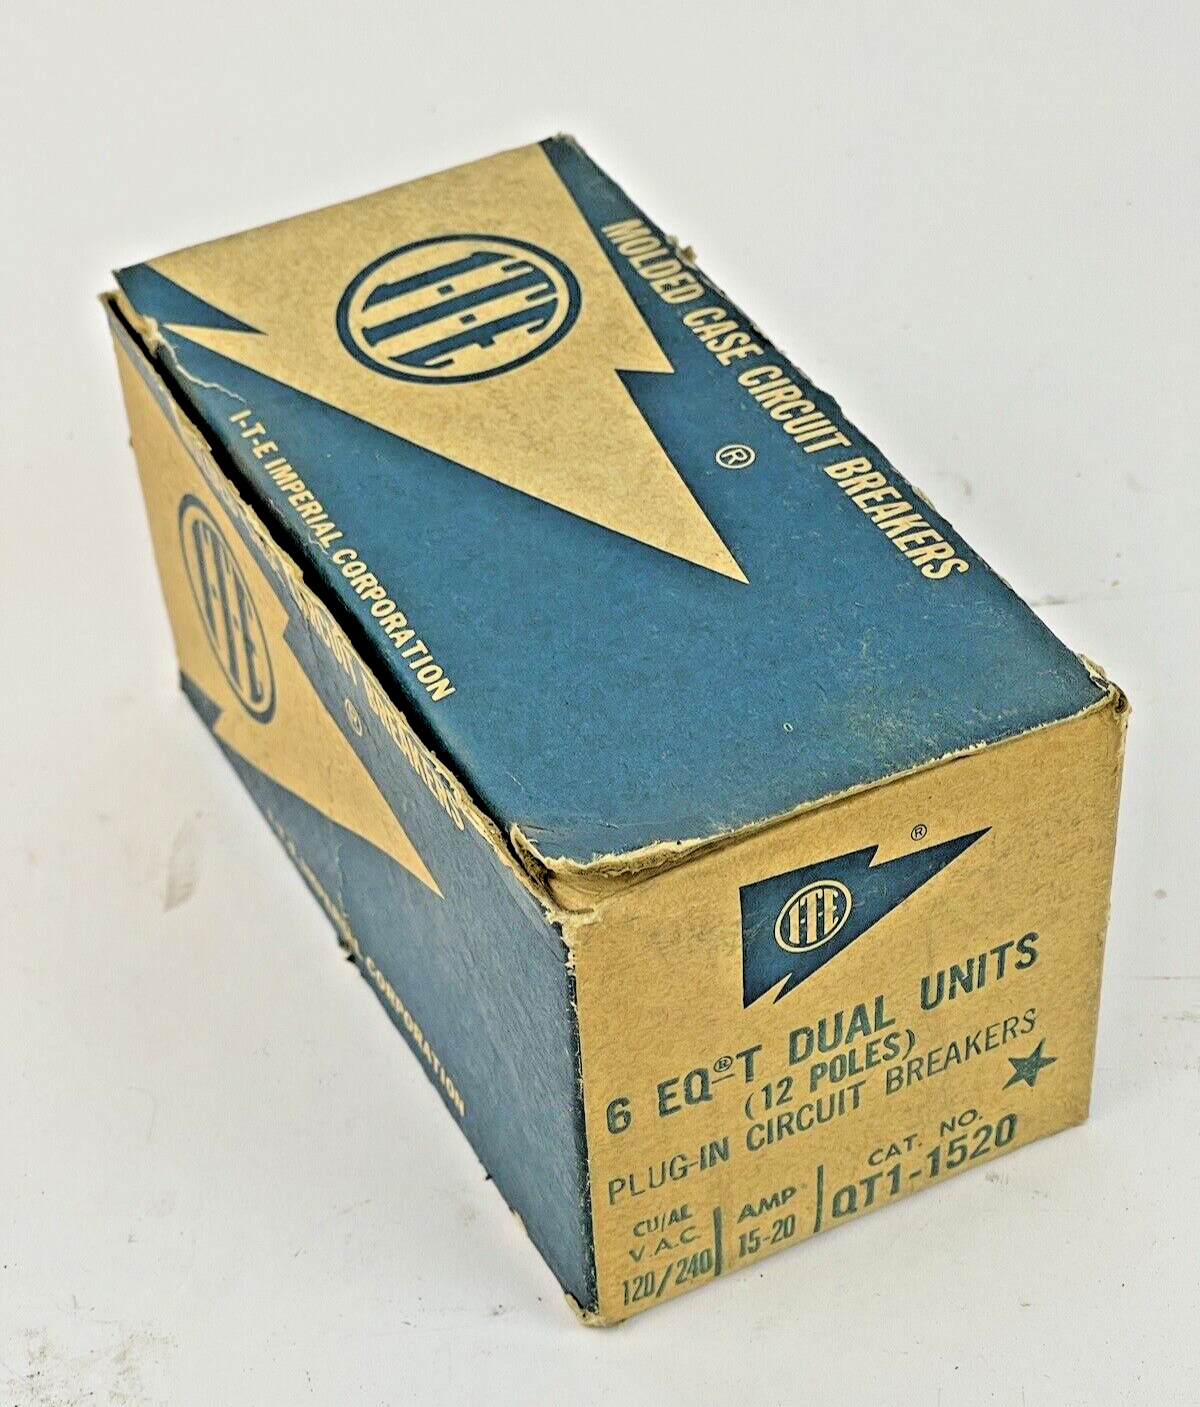 I-T-E
MOLDED CASE CIRCUIT BREAKERS
®
I-T-E IMPERIAL CORPORATION
I-T-E
CIRCUIT BREAKERS
®
CORPORATION
®
I-T-E
6 EQ®-T DUAL UNITS
(12 POLES)
PLUG-IN CIRCUIT BREAKERS
CU/AL
V.A.C.
120/240
AMP
15-20
CAT. NO.
QT1-1520